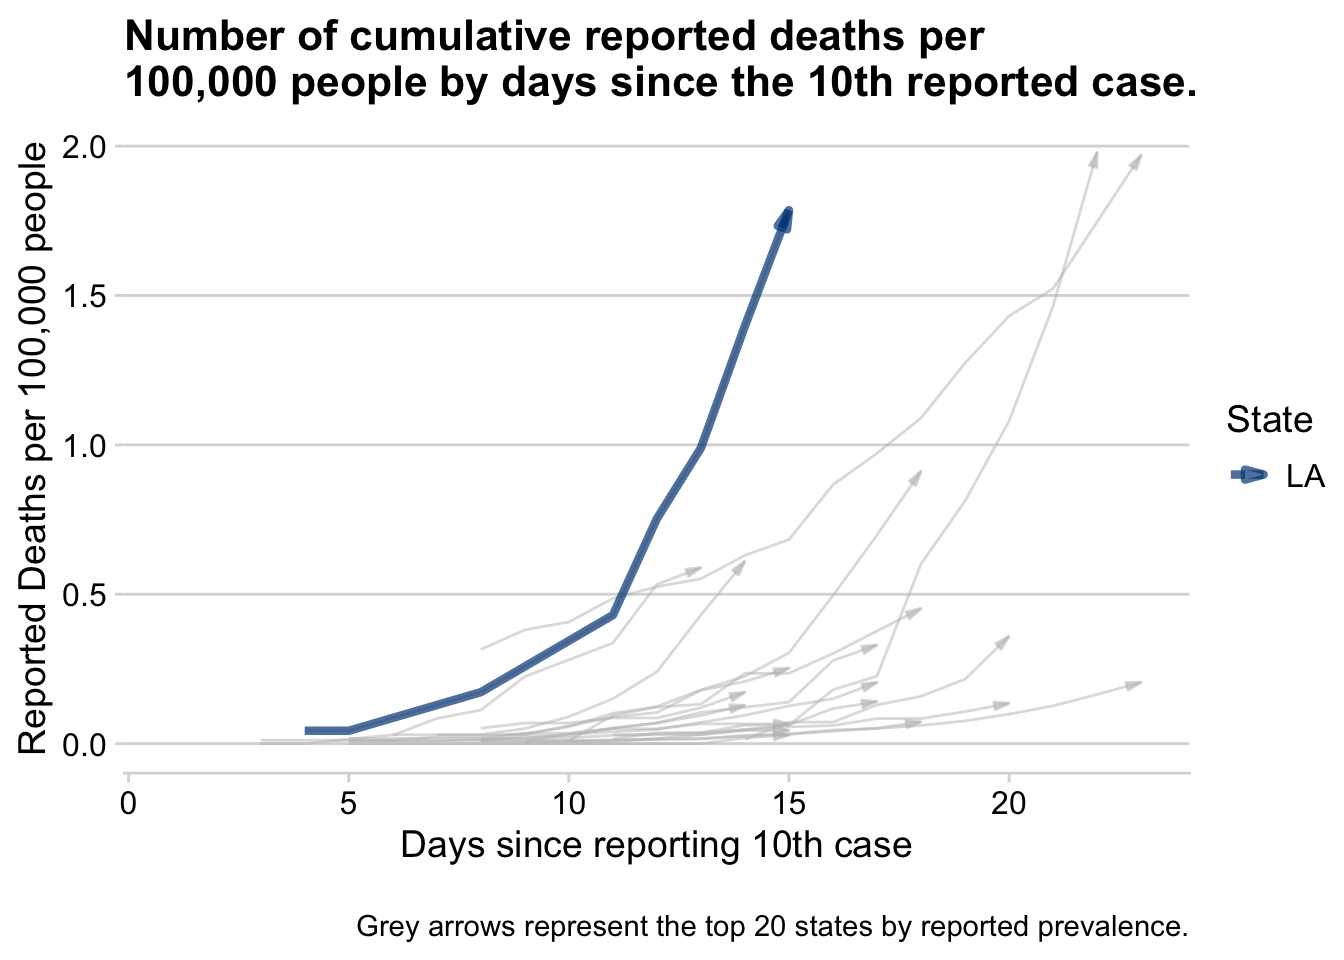 Number of cumulative reported deaths per
100,000 people by days since the 10th reported case.
Reported Deaths per 100,000 people
2.0
1.5
1.0
0.5
0.0
0
5
10
15
20
Days since reporting 10th case
State
LA
Grey arrows represent the top 20 states by reported prevalence.